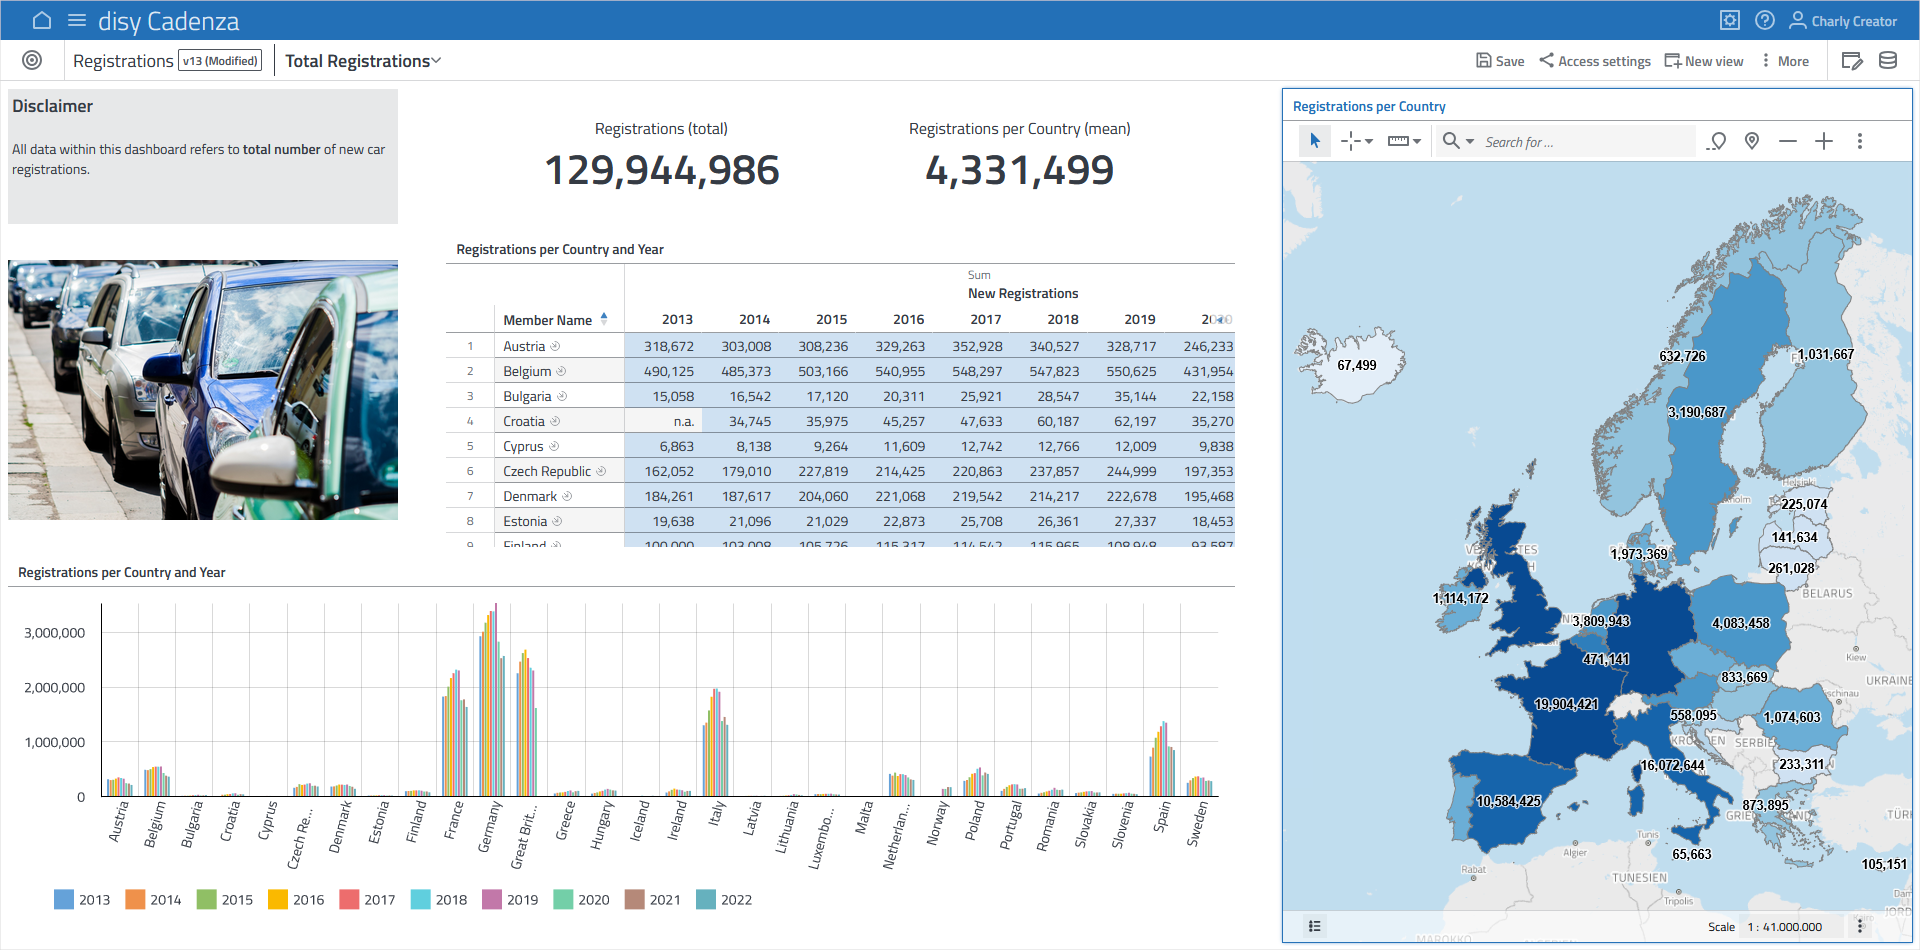 disy Cadenza
Charly Creator
Registrations v13 (Modified) Total Registrations
Save Access settings New view More
Disclaimer
All data within this dashboard refers to total number of new car
registrations.
Registrations (total)
129,944,986
Registrations per Country (mean)
4,331,499
Registrations per Country and Year
Sum
New Registrations
Member Name 2013 2014 2015 2016 2017 2018 2019
1 Austria 318,672 303,008 308,236 329,263 352,928 340,527 328,717 246,233
2 Belgium 490,125 485,373 503,166 540,955 548,297 547,823 550,625 431,954
3 Bulgaria 15,058 16,542 17,120 20,311 25,921 28,547 35,144 22,158
4 Croatia n.a. 34,745 35,975 45,257 47,633 60,187 62,197 35,270
5 Cyprus 6,863 8,138 9,264 11,609 12,742 12,766 12,009 9,838
6 Czech Republic 162,052 179,010 227,819 214,425 220,863 237,857 244,999 197,353
7 Denmark 184,261 187,617 204,060 221,068 219,542 214,217 222,678 195,468
8 Estonia 19,638 21,096 21,029 22,873 25,708 26,361 27,337 18,453
9 Finland
Registrations per Country and Year
3,000,000
2,000,000
1,000,000
0
Austria
Belgium
Bulgaria
Croatia
Cyprus
Czech Re...
Denmark
Estonia
Finland
France
Germany
Great Brit...
Greece
Hungary
Iceland
Ireland
Italy
Latvia
Lithuania
Luxembo...
Malta
Netherlan...
Norway
Poland
Portugal
Romania
Slovakia
Slovenia
Spain
Sweden
2013 2014 2015 2016 2017 2018 2019 2020 2021 2022
Registrations per Country
Search for ...
67,499
632,726
1,031,667
3,190,687
Helsinki
225,074
141,634
1,973,369
261,028
BELARUS
1,114,172
3,809,943
4,083,458
471,141
Kiew
833,669
UKRAINE
19,904,421
558,095
1,074,603
SERBIE
16,072,644
233,311
10,584,425
873,895
Tunis
Algier
65,663
105,151
Rabat
TUNESIEN
Tripolis
MAROKKO
Scale 1 : 41.000.000